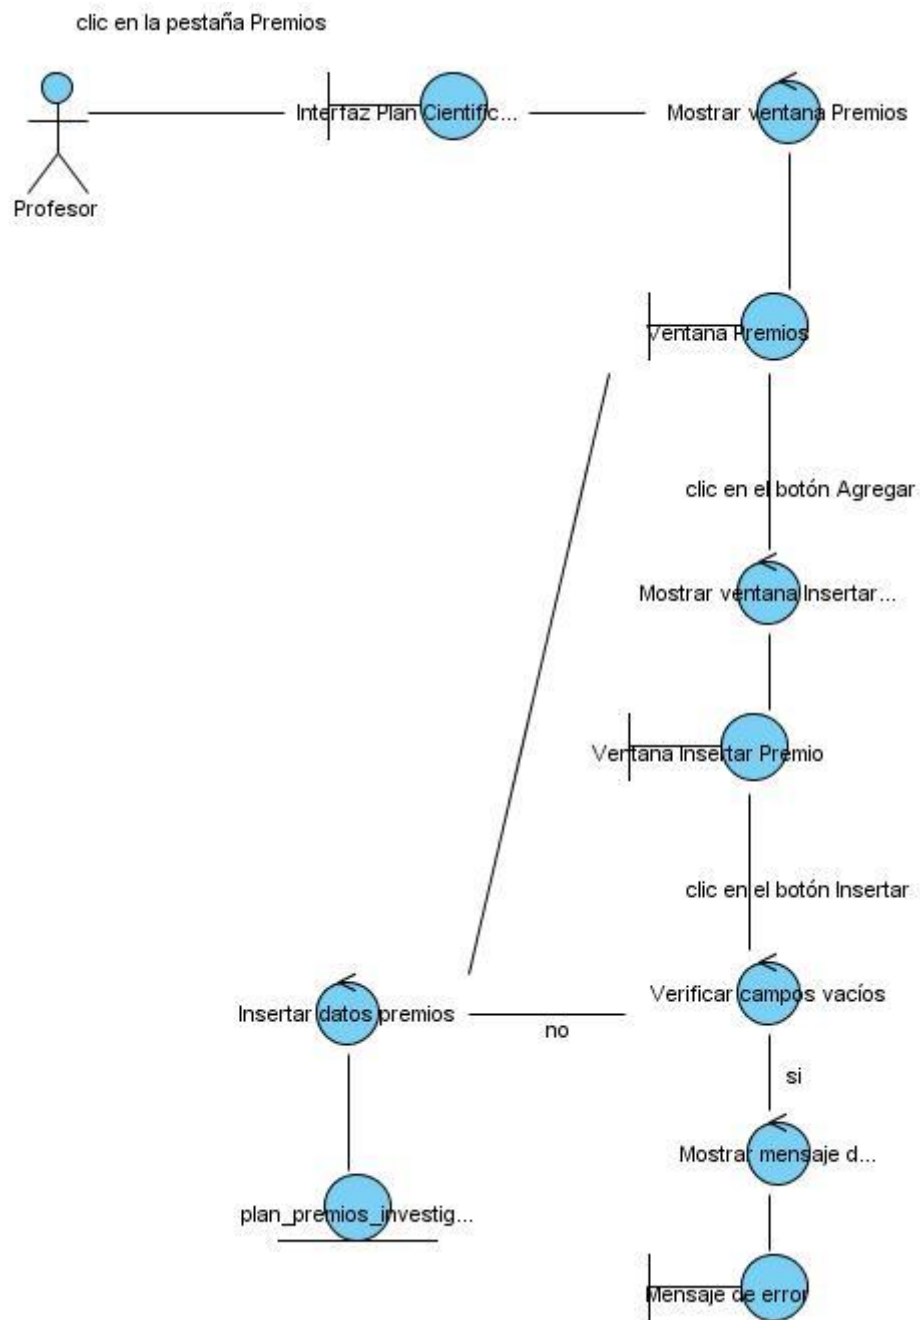 clic en la pestaña Premios
Interfaz Plan Científic...
Mostrar ventana Premios
Profesor
Ventana Premios
clic en el botón Agregar
Mostrar ventana Insertar...
Ventana Insertar Premio
clic en el botón Insertar
Verificar campos vacíos
Insertar datos premios
no
si
Mostrar mensaje d...
plan_premios_investig...
Mensaje de error